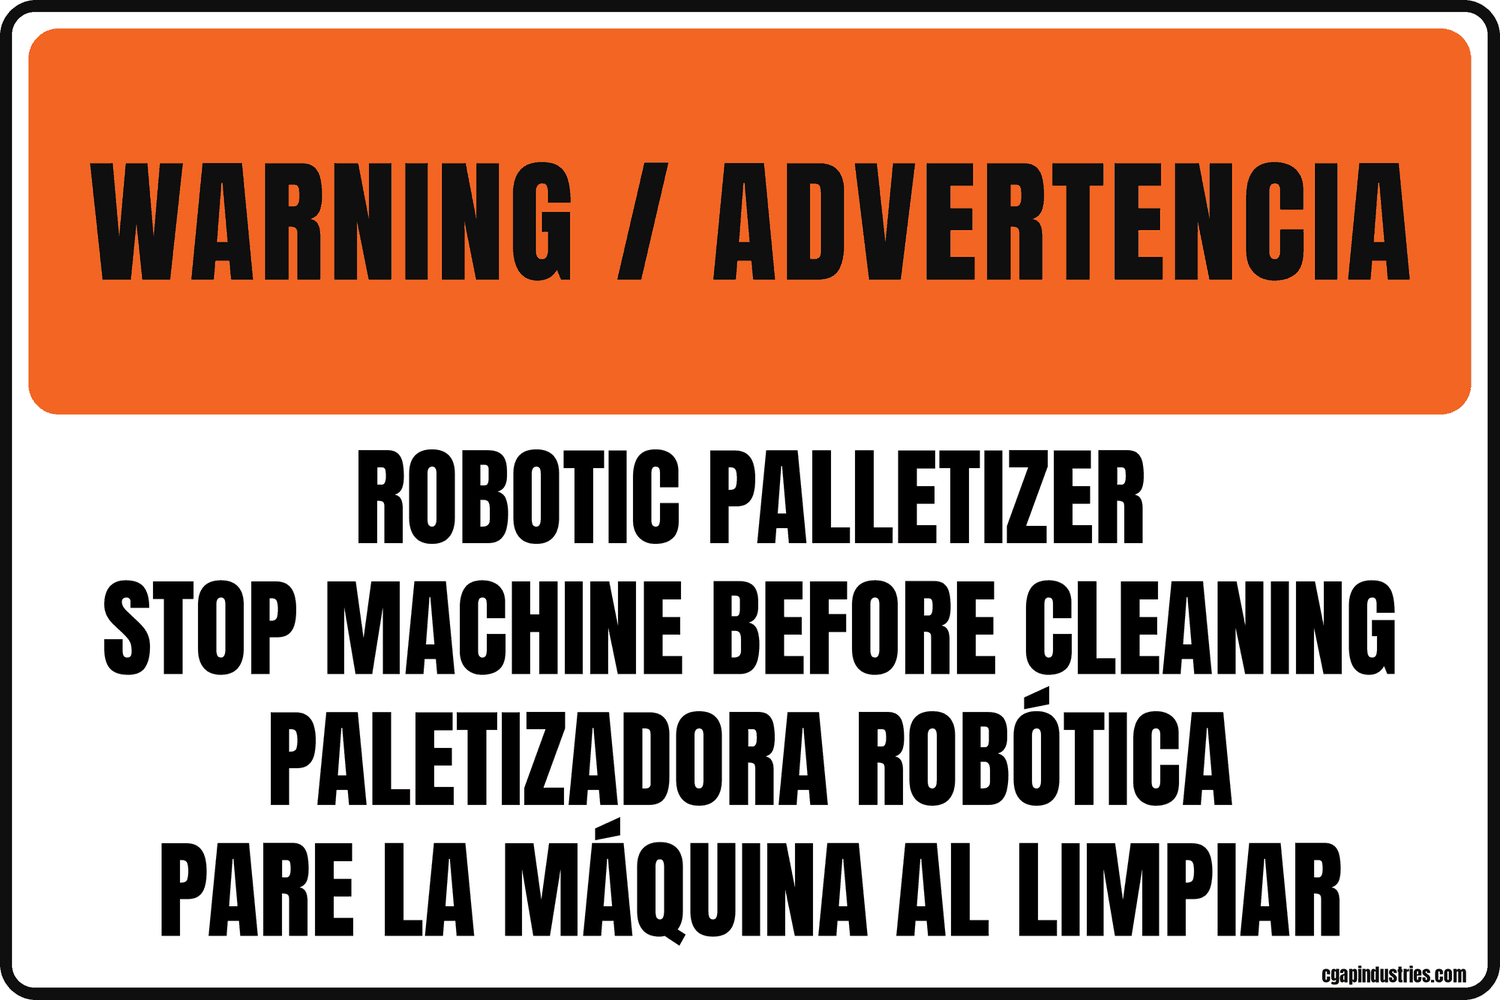 WARNING / ADVERTENCIA
ROBOTIC PALLETIZER
STOP MACHINE BEFORE CLEANING
PALETIZADORA ROBÓTICA
PARE LA MÁQUINA AL LIMPIAR
cgapindustries.com